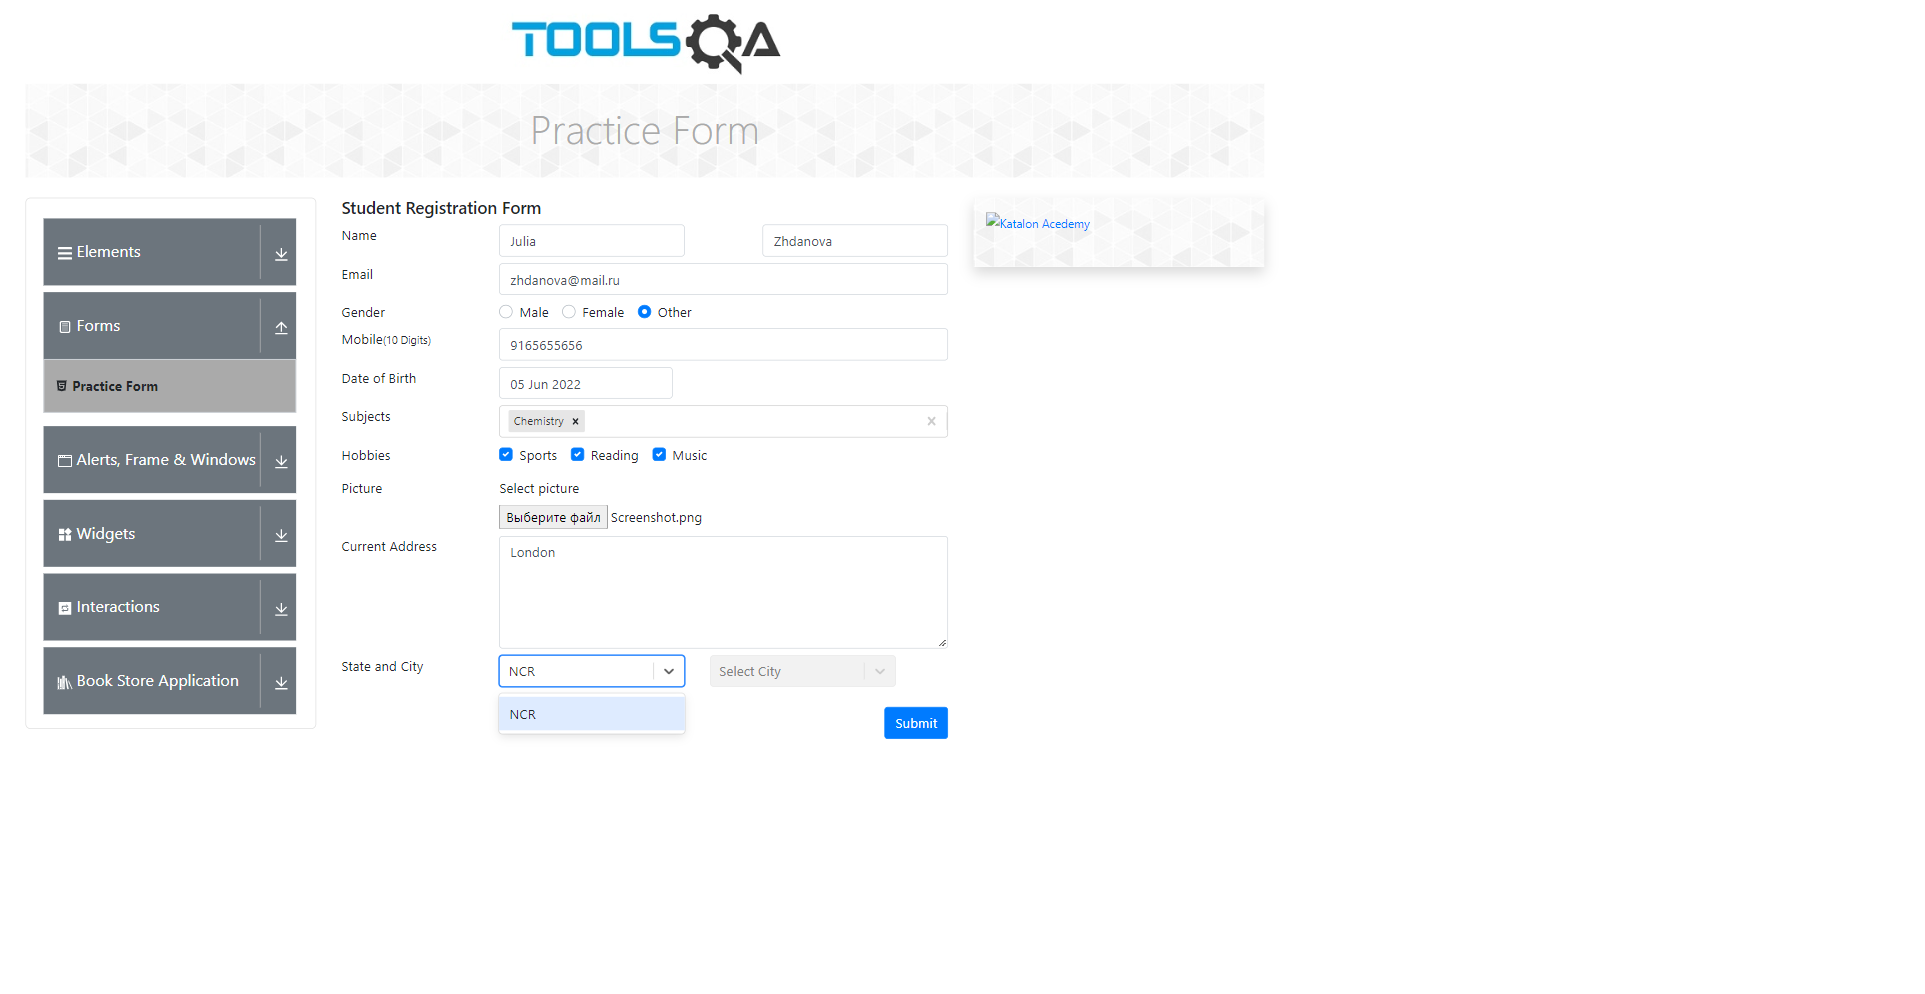 TOOLSQA
Practice Form
Elements
Forms
Practice Form
Alerts, Frame & Windows
Widgets
Interactions
Book Store Application
Student Registration Form
Name Julia Zhdanova
Email zhdanova@mail.ru
Gender Male Female Other
Mobile(10 Digits) 9165655656
Date of Birth 05 Jun 2022
Subjects Chemistry
Hobbies Sports Reading Music
Picture Select picture
Выберите файл Screenshot.png
Current Address London
State and City NCR Select City
NCR
Submit
Katalon Acedemy